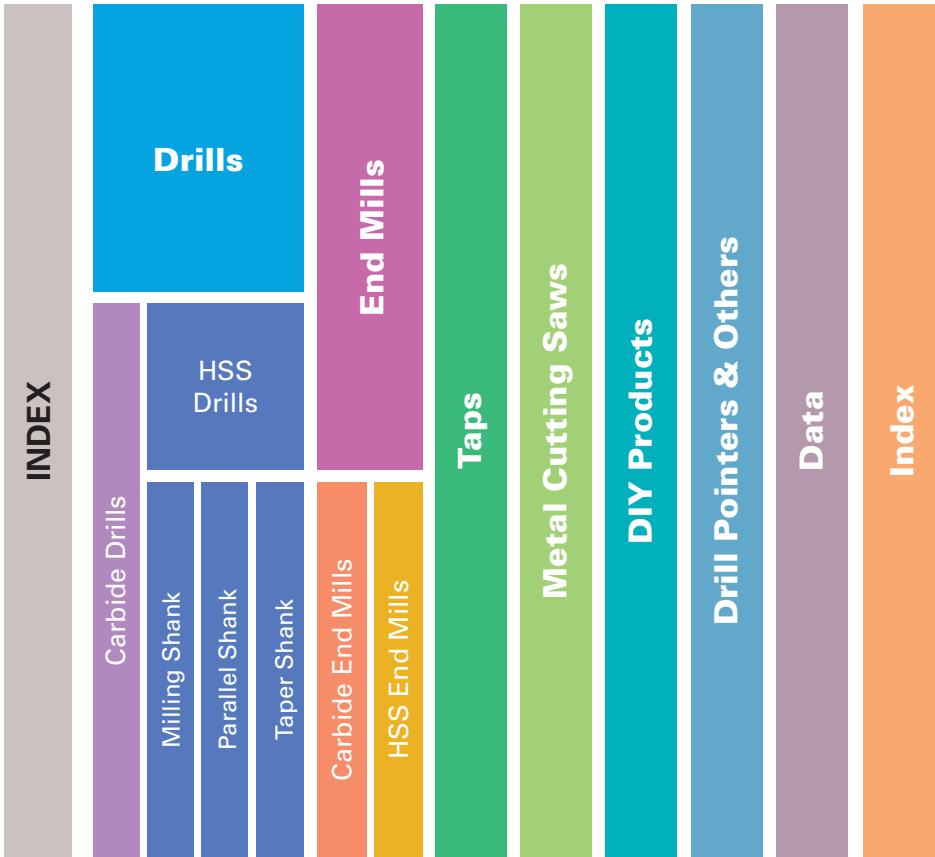 INDEX
Drills
Carbide Drills
HSS
Drills
Milling Shank
Parallel Shank
Taper Shank
End Mills
Carbide End Mills
HSS End Mills
Taps
Metal Cutting Saws
DIY Products
Drill Pointers & Others
Data
Index